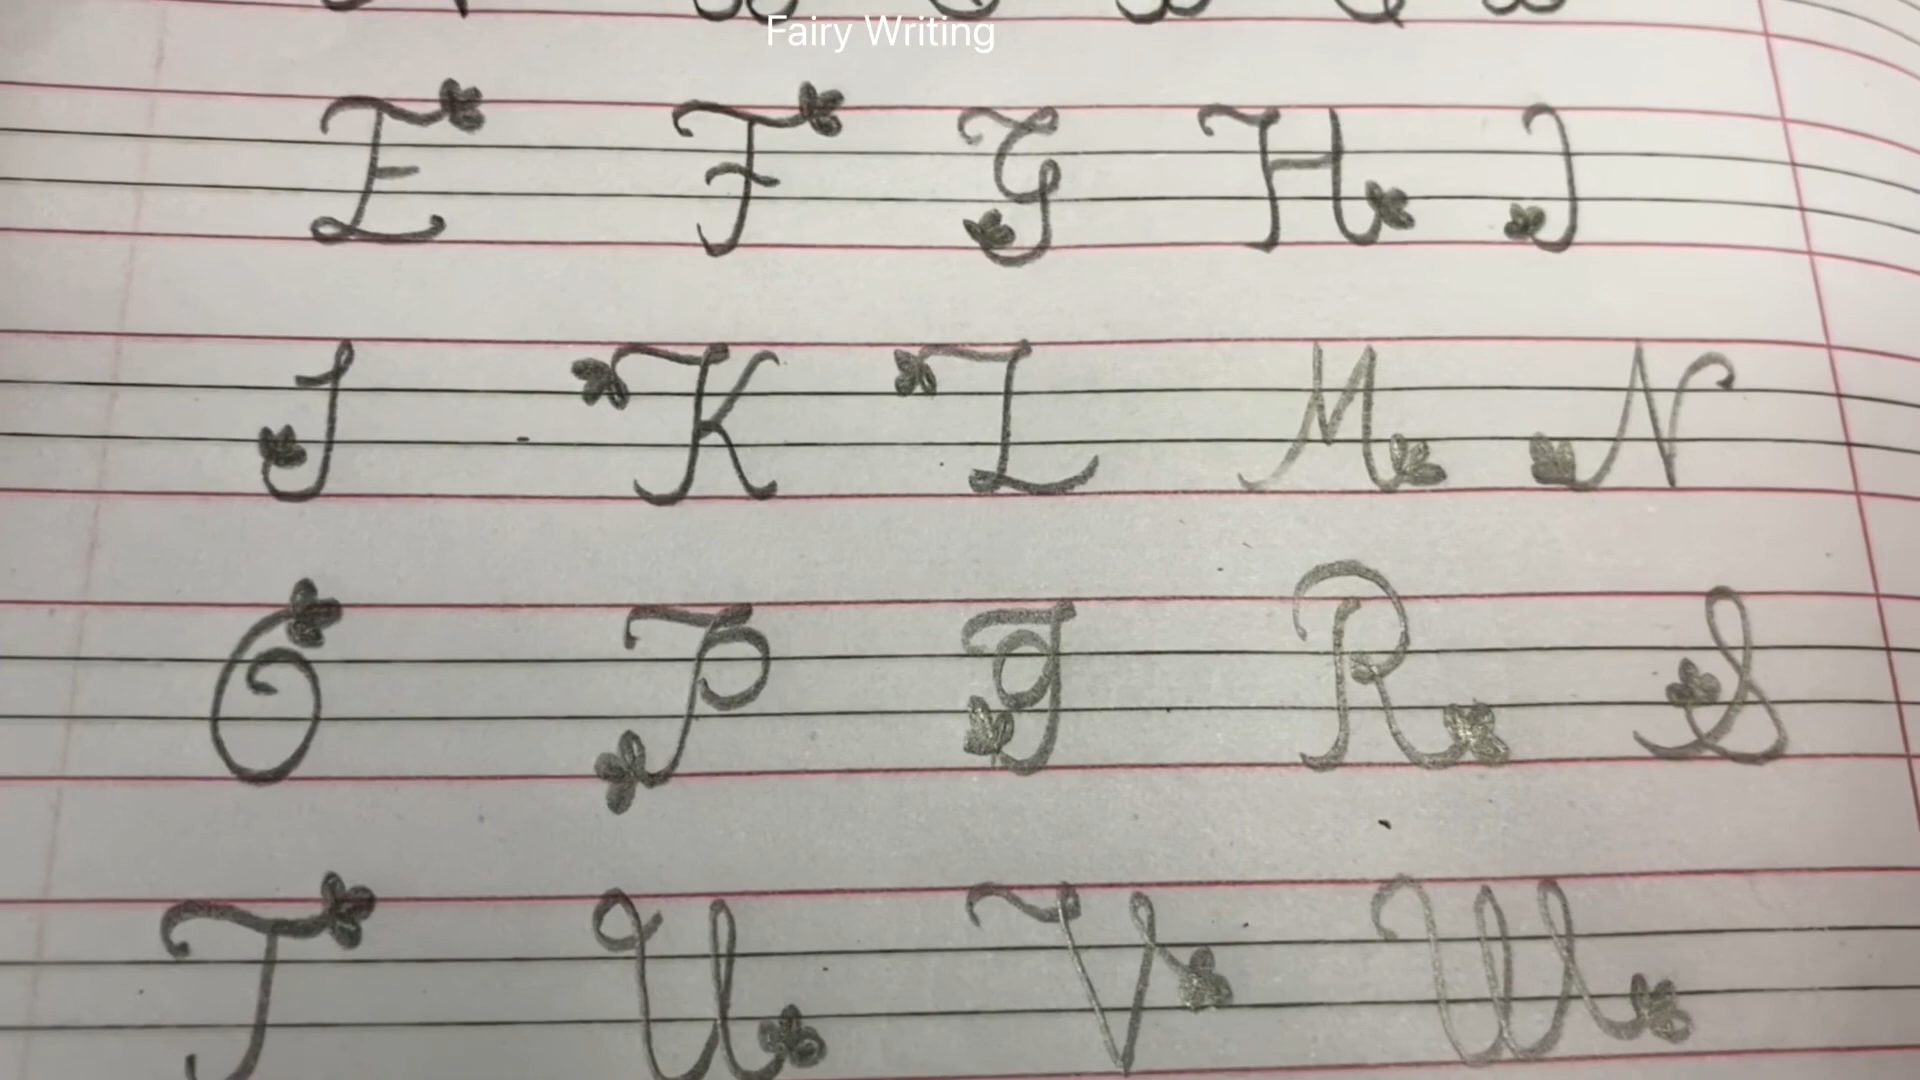 Fairy Writing
E F G H I
J K L M N
O P Q R S
T U V W